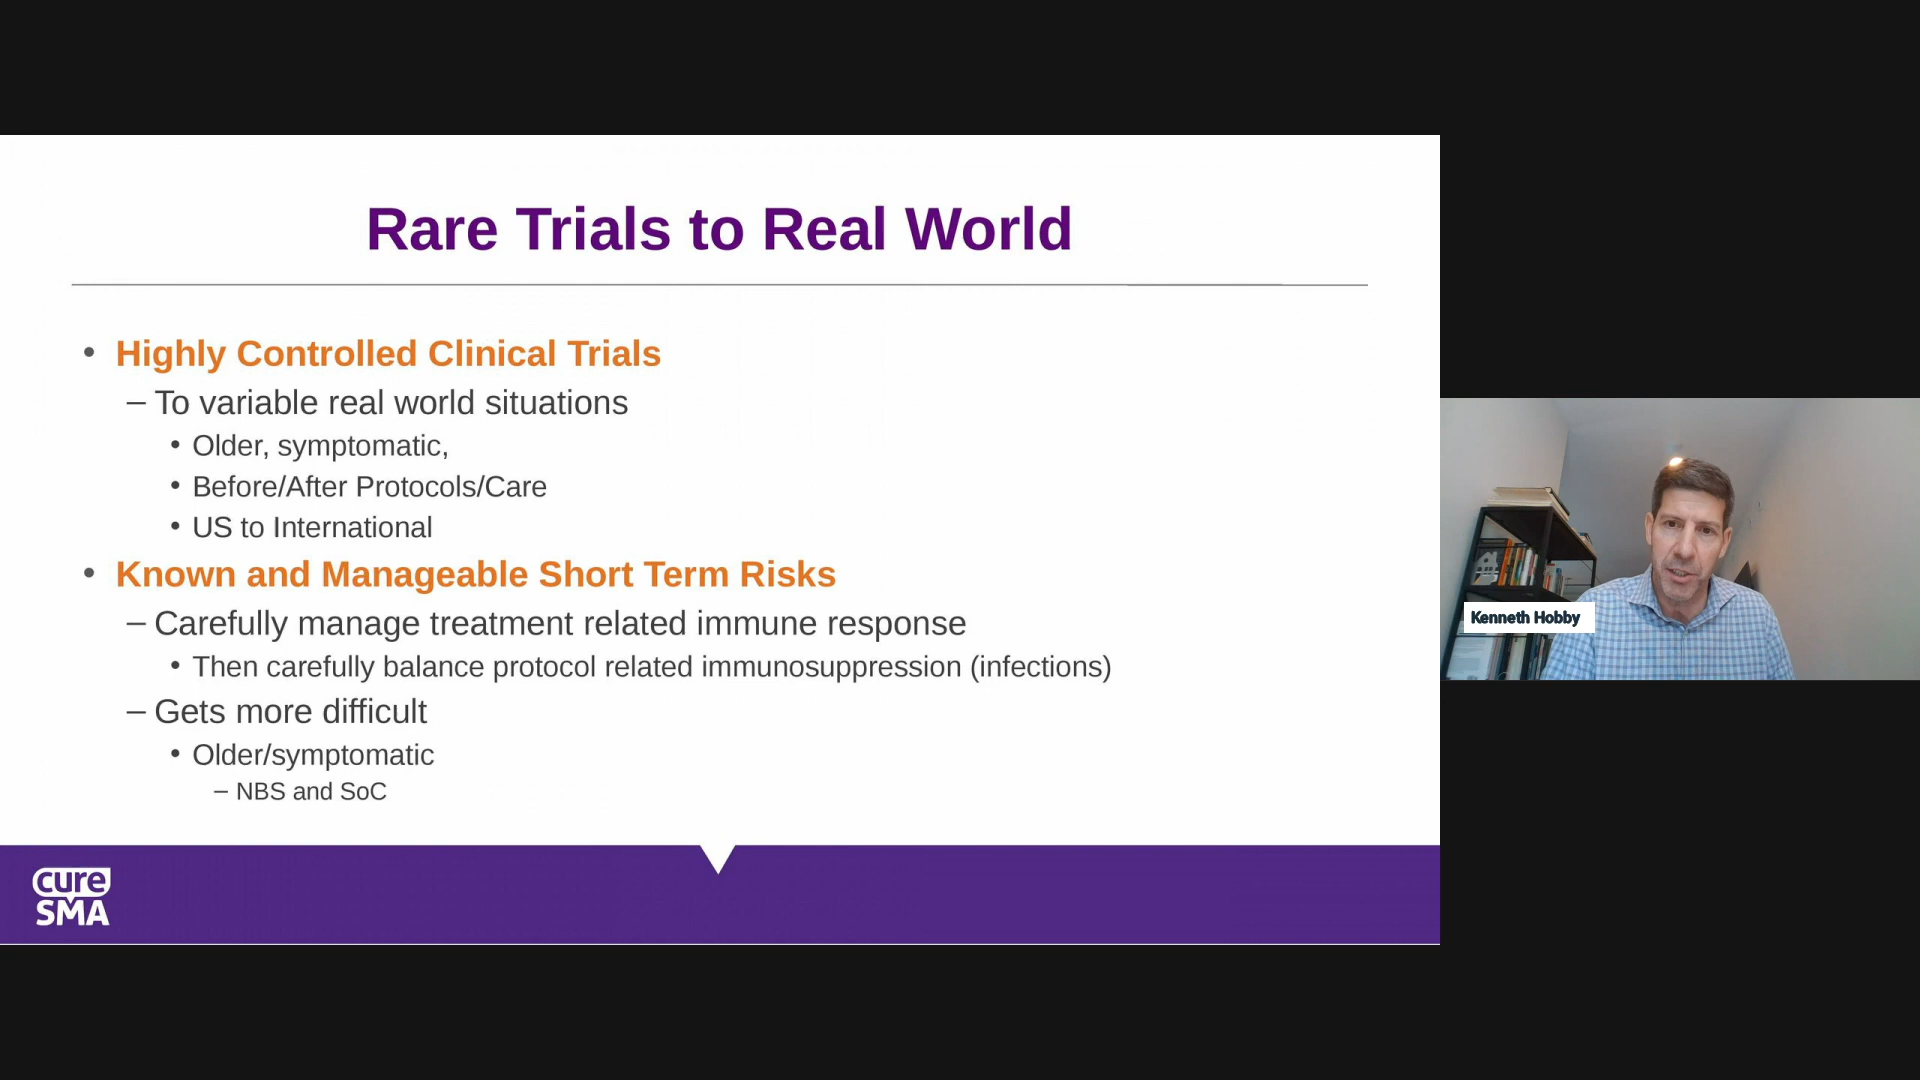 Rare Trials to Real World
• Highly Controlled Clinical Trials
– To variable real world situations
• Older, symptomatic,
• Before/After Protocols/Care
• US to International
• Known and Manageable Short Term Risks
– Carefully manage treatment related immune response
• Then carefully balance protocol related immunosuppression (infections)
– Gets more difficult
• Older/symptomatic
– NBS and SoC
cure
SMA
Kenneth Hobby